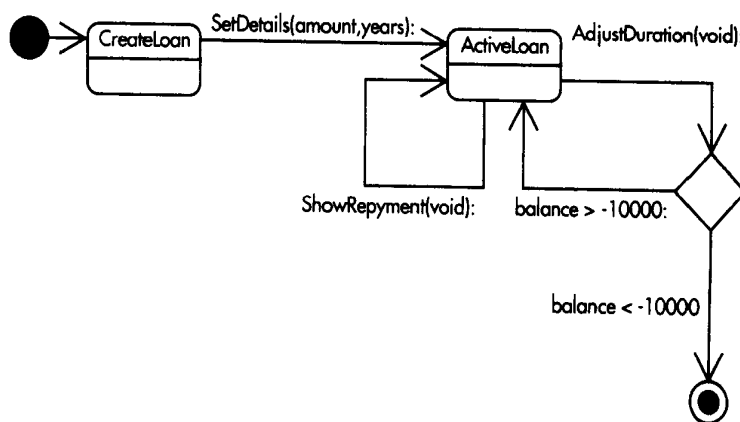 SetDetails(amount,years):
CreateLoan
ActiveLoan
AdjustDuration(void)
ShowRepyment(void):
balance > -10000:
balance < -10000